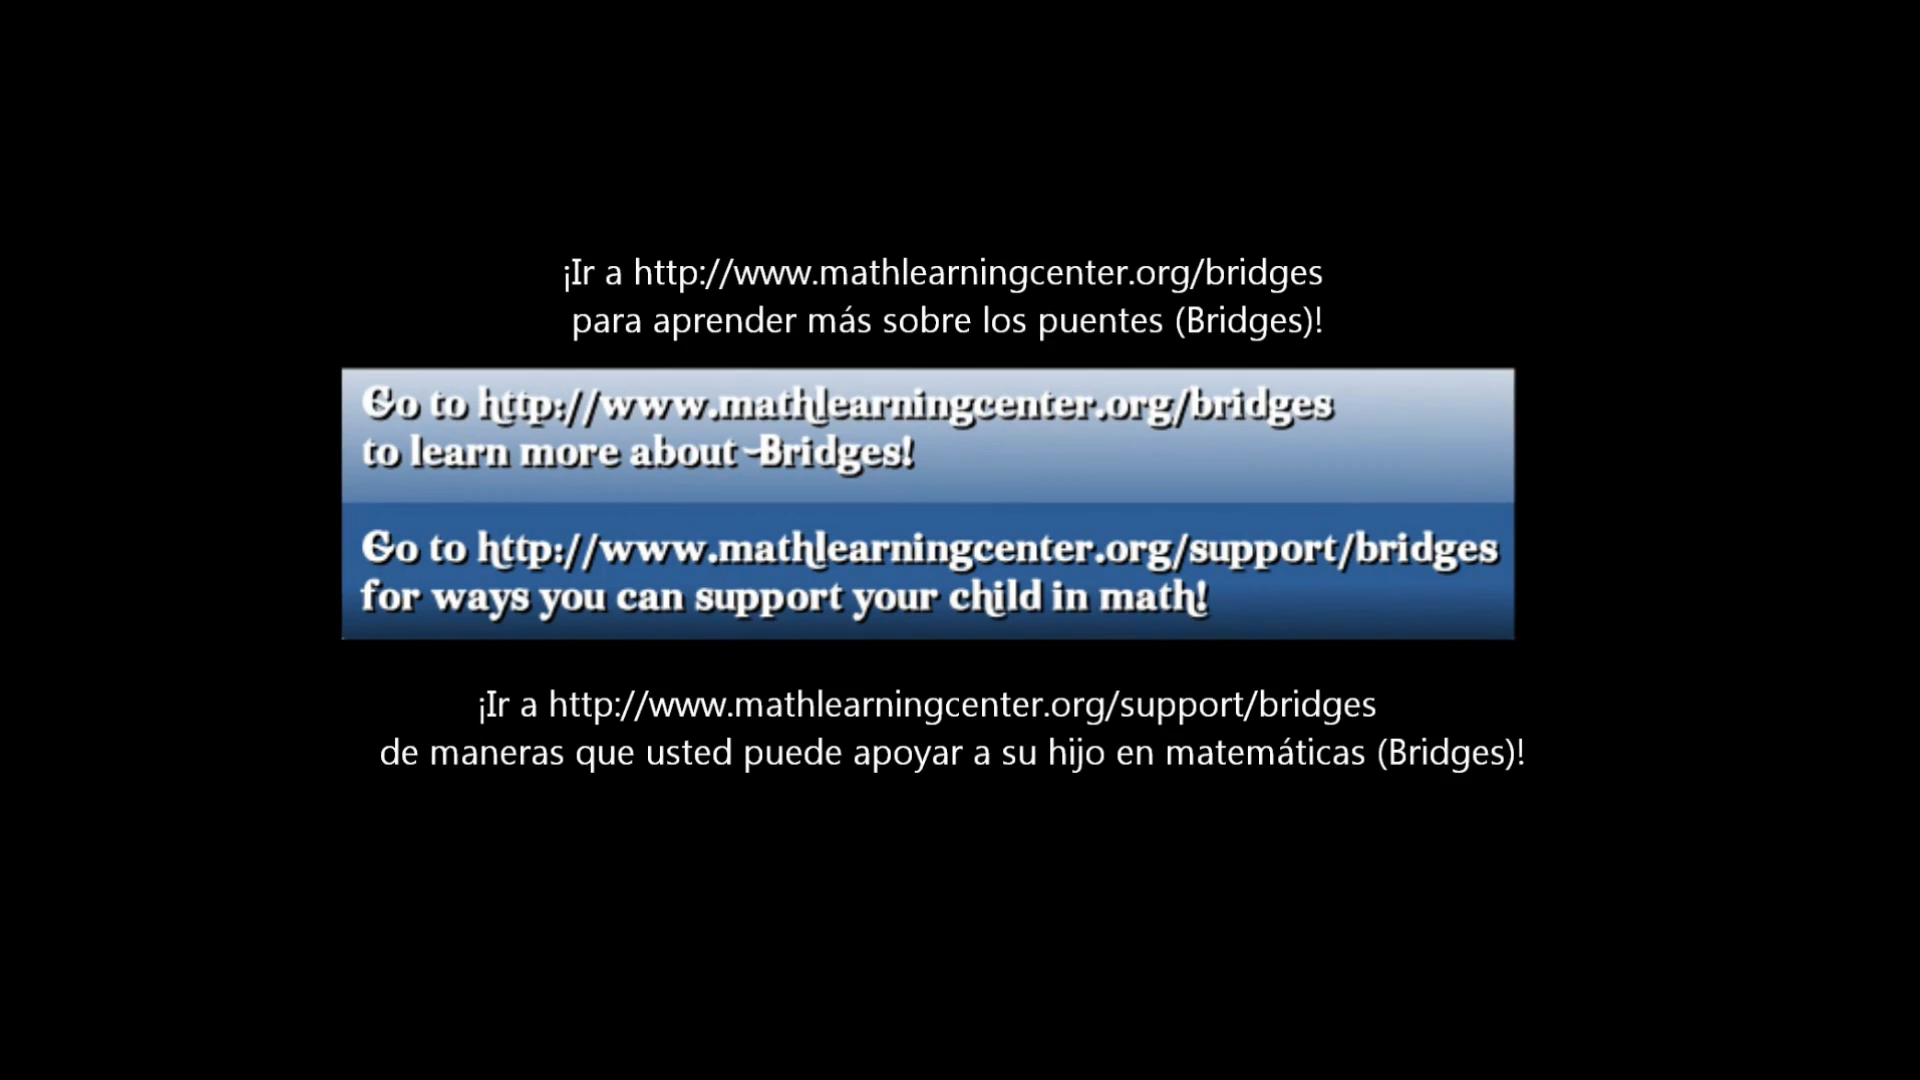 ¡Ir a http://www.mathlearningcenter.org/bridges
para aprender más sobre los puentes (Bridges)!
Go to http://www.mathlearningcenter.org/bridges
to learn more about Bridges!
Go to http://www.mathlearningcenter.org/support/bridges
for ways you can support your child in math!
¡Ir a http://www.mathlearningcenter.org/support/bridges
de maneras que usted puede apoyar a su hijo en matemáticas (Bridges)!